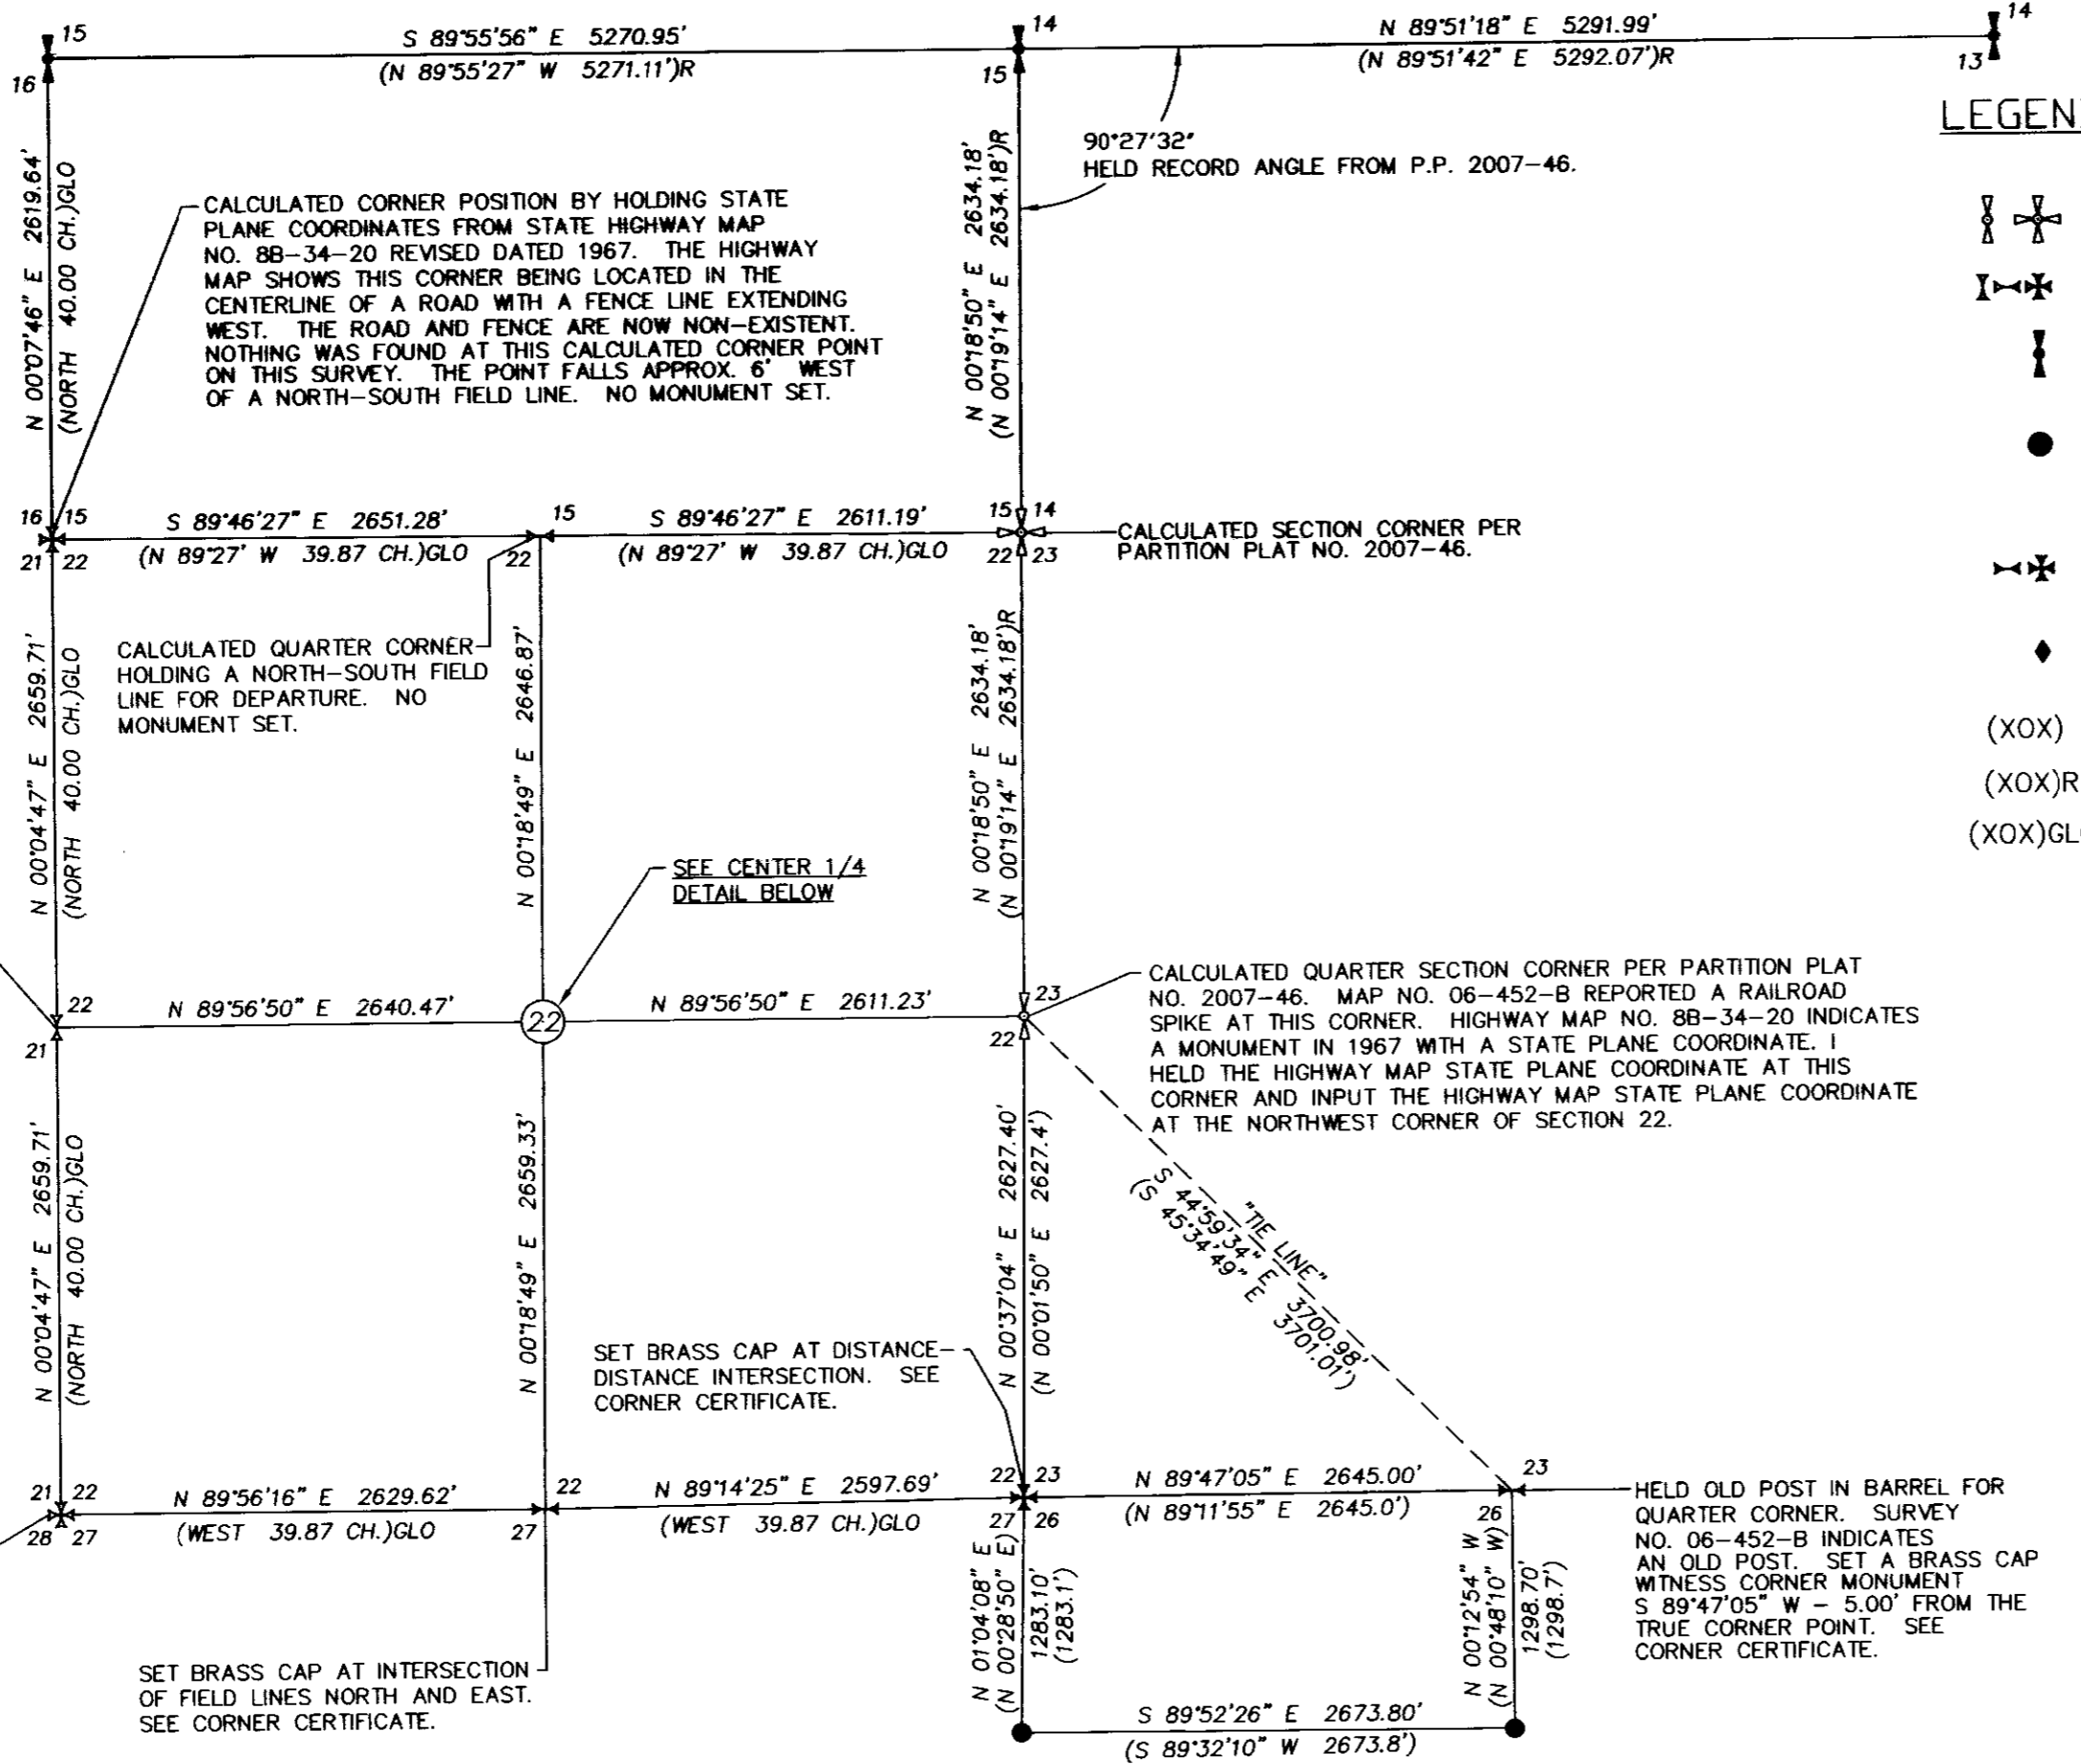 15
S 89°55'56" E 5270.95'
(N 89°55'27" W 5271.11')R
16
14
15
N 89°51'18" E 5291.99'
(N 89°51'42" E 5292.07')R
14
13
LEGEN
90°27'32"
HELD RECORD ANGLE FROM P.P. 2007-46.
N 00°07'46" E 2619.64'
(NORTH 40.00 CH.)GLO
CALCULATED CORNER POSITION BY HOLDING STATE
PLANE COORDINATES FROM STATE HIGHWAY MAP
NO. 8B-34-20 REVISED DATED 1967. THE HIGHWAY
MAP SHOWS THIS CORNER BEING LOCATED IN THE
CENTERLINE OF A ROAD WITH A FENCE LINE EXTENDING
WEST. THE ROAD AND FENCE ARE NOW NON-EXISTENT.
NOTHING WAS FOUND AT THIS CALCULATED CORNER POINT
ON THIS SURVEY. THE POINT FALLS APPROX. 6' WEST
OF A NORTH-SOUTH FIELD LINE. NO MONUMENT SET.
N 00°18'50" E 2634.18'
(N 00°19'14" E 2634.18')R
16 15
21 22
S 89°46'27" E 2651.28'
(N 89°27' W 39.87 CH.)GLO
15
22
S 89°46'27" E 2611.19'
(N 89°27' W 39.87 CH.)GLO
15 14
22 23
CALCULATED SECTION CORNER PER
PARTITION PLAT NO. 2007-46.
CALCULATED QUARTER CORNER
HOLDING A NORTH-SOUTH FIELD
LINE FOR DEPARTURE. NO
MONUMENT SET.
N 00°04'47" E 2659.71'
(NORTH 40.00 CH.)GLO
N 00°18'49" E 2646.87'
N 00°18'50" E 2634.18'
(N 00°19'14" E 2634.18')R
(XOX)
(XOX)R
(XOX)GL
SEE CENTER 1/4
DETAIL BELOW
22
21
N 89°56'50" E 2640.47'
22
N 89°56'50" E 2611.23'
23
22
CALCULATED QUARTER SECTION CORNER PER PARTITION PLAT
NO. 2007-46. MAP NO. 06-452-B REPORTED A RAILROAD
SPIKE AT THIS CORNER. HIGHWAY MAP NO. 8B-34-20 INDICATES
A MONUMENT IN 1967 WITH A STATE PLANE COORDINATE. I
HELD THE HIGHWAY MAP STATE PLANE COORDINATE AT THIS
CORNER AND INPUT THE HIGHWAY MAP STATE PLANE COORDINATE
AT THE NORTHWEST CORNER OF SECTION 22.
N 00°04'47" E 2659.71'
(NORTH 40.00 CH.)GLO
N 00°18'49" E 2659.33'
N 00°37'04" E 2627.40'
(N 00°01'50" E 2627.4')
"TIE LINE"
S 44°59'34" E 3700.98'
(S 45°34'49" E 3701.01')
SET BRASS CAP AT DISTANCE-
DISTANCE INTERSECTION. SEE
CORNER CERTIFICATE.
21 22
28 27
N 89°56'16" E 2629.62'
(WEST 39.87 CH.)GLO
22
27
N 89°14'25" E 2597.69'
(WEST 39.87 CH.)GLO
22 23
27 26
N 89°47'05" E 2645.00'
(N 89°11'55" E 2645.0')
23
26
HELD OLD POST IN BARREL FOR
QUARTER CORNER. SURVEY
NO. 06-452-B INDICATES
AN OLD POST. SET A BRASS CAP
WITNESS CORNER MONUMENT
S 89°47'05" W - 5.00' FROM THE
TRUE CORNER POINT. SEE
CORNER CERTIFICATE.
SET BRASS CAP AT INTERSECTION
OF FIELD LINES NORTH AND EAST.
SEE CORNER CERTIFICATE.
N 01°04'08" E
(N 00°28'50" E)
1283.10'
(1283.1')
N 00°12'54" W
(N 00°48'10" W)
1298.70'
(1298.7')
S 89°52'26" E 2673.80'
(S 89°32'10" W 2673.8')